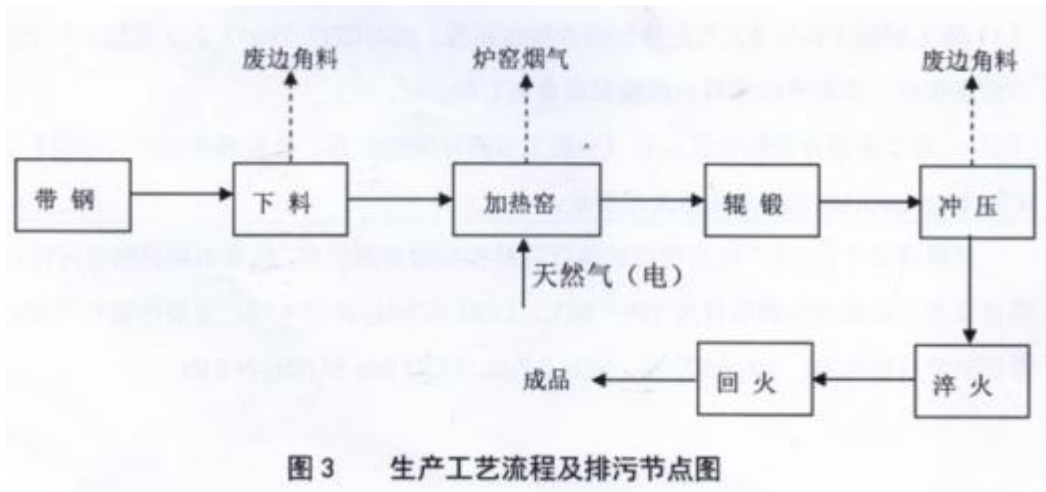 废边角料 炉窑烟气 废边角料
带钢 下料 加热窑 辊锻 冲压
天然气（电）
成品 回火 淬火
图3 生产工艺流程及排污节点图